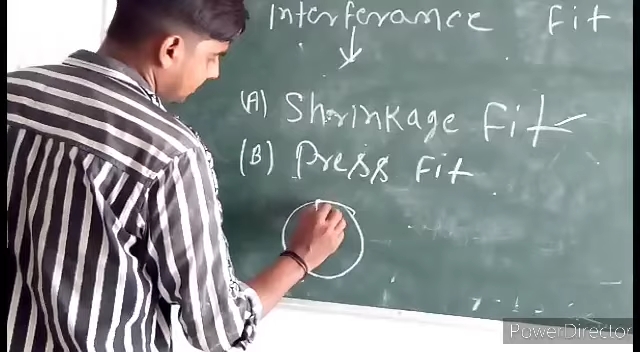 Interferance Fit
(A) Shrinkage Fit
(B) Press Fit
PowerDirector